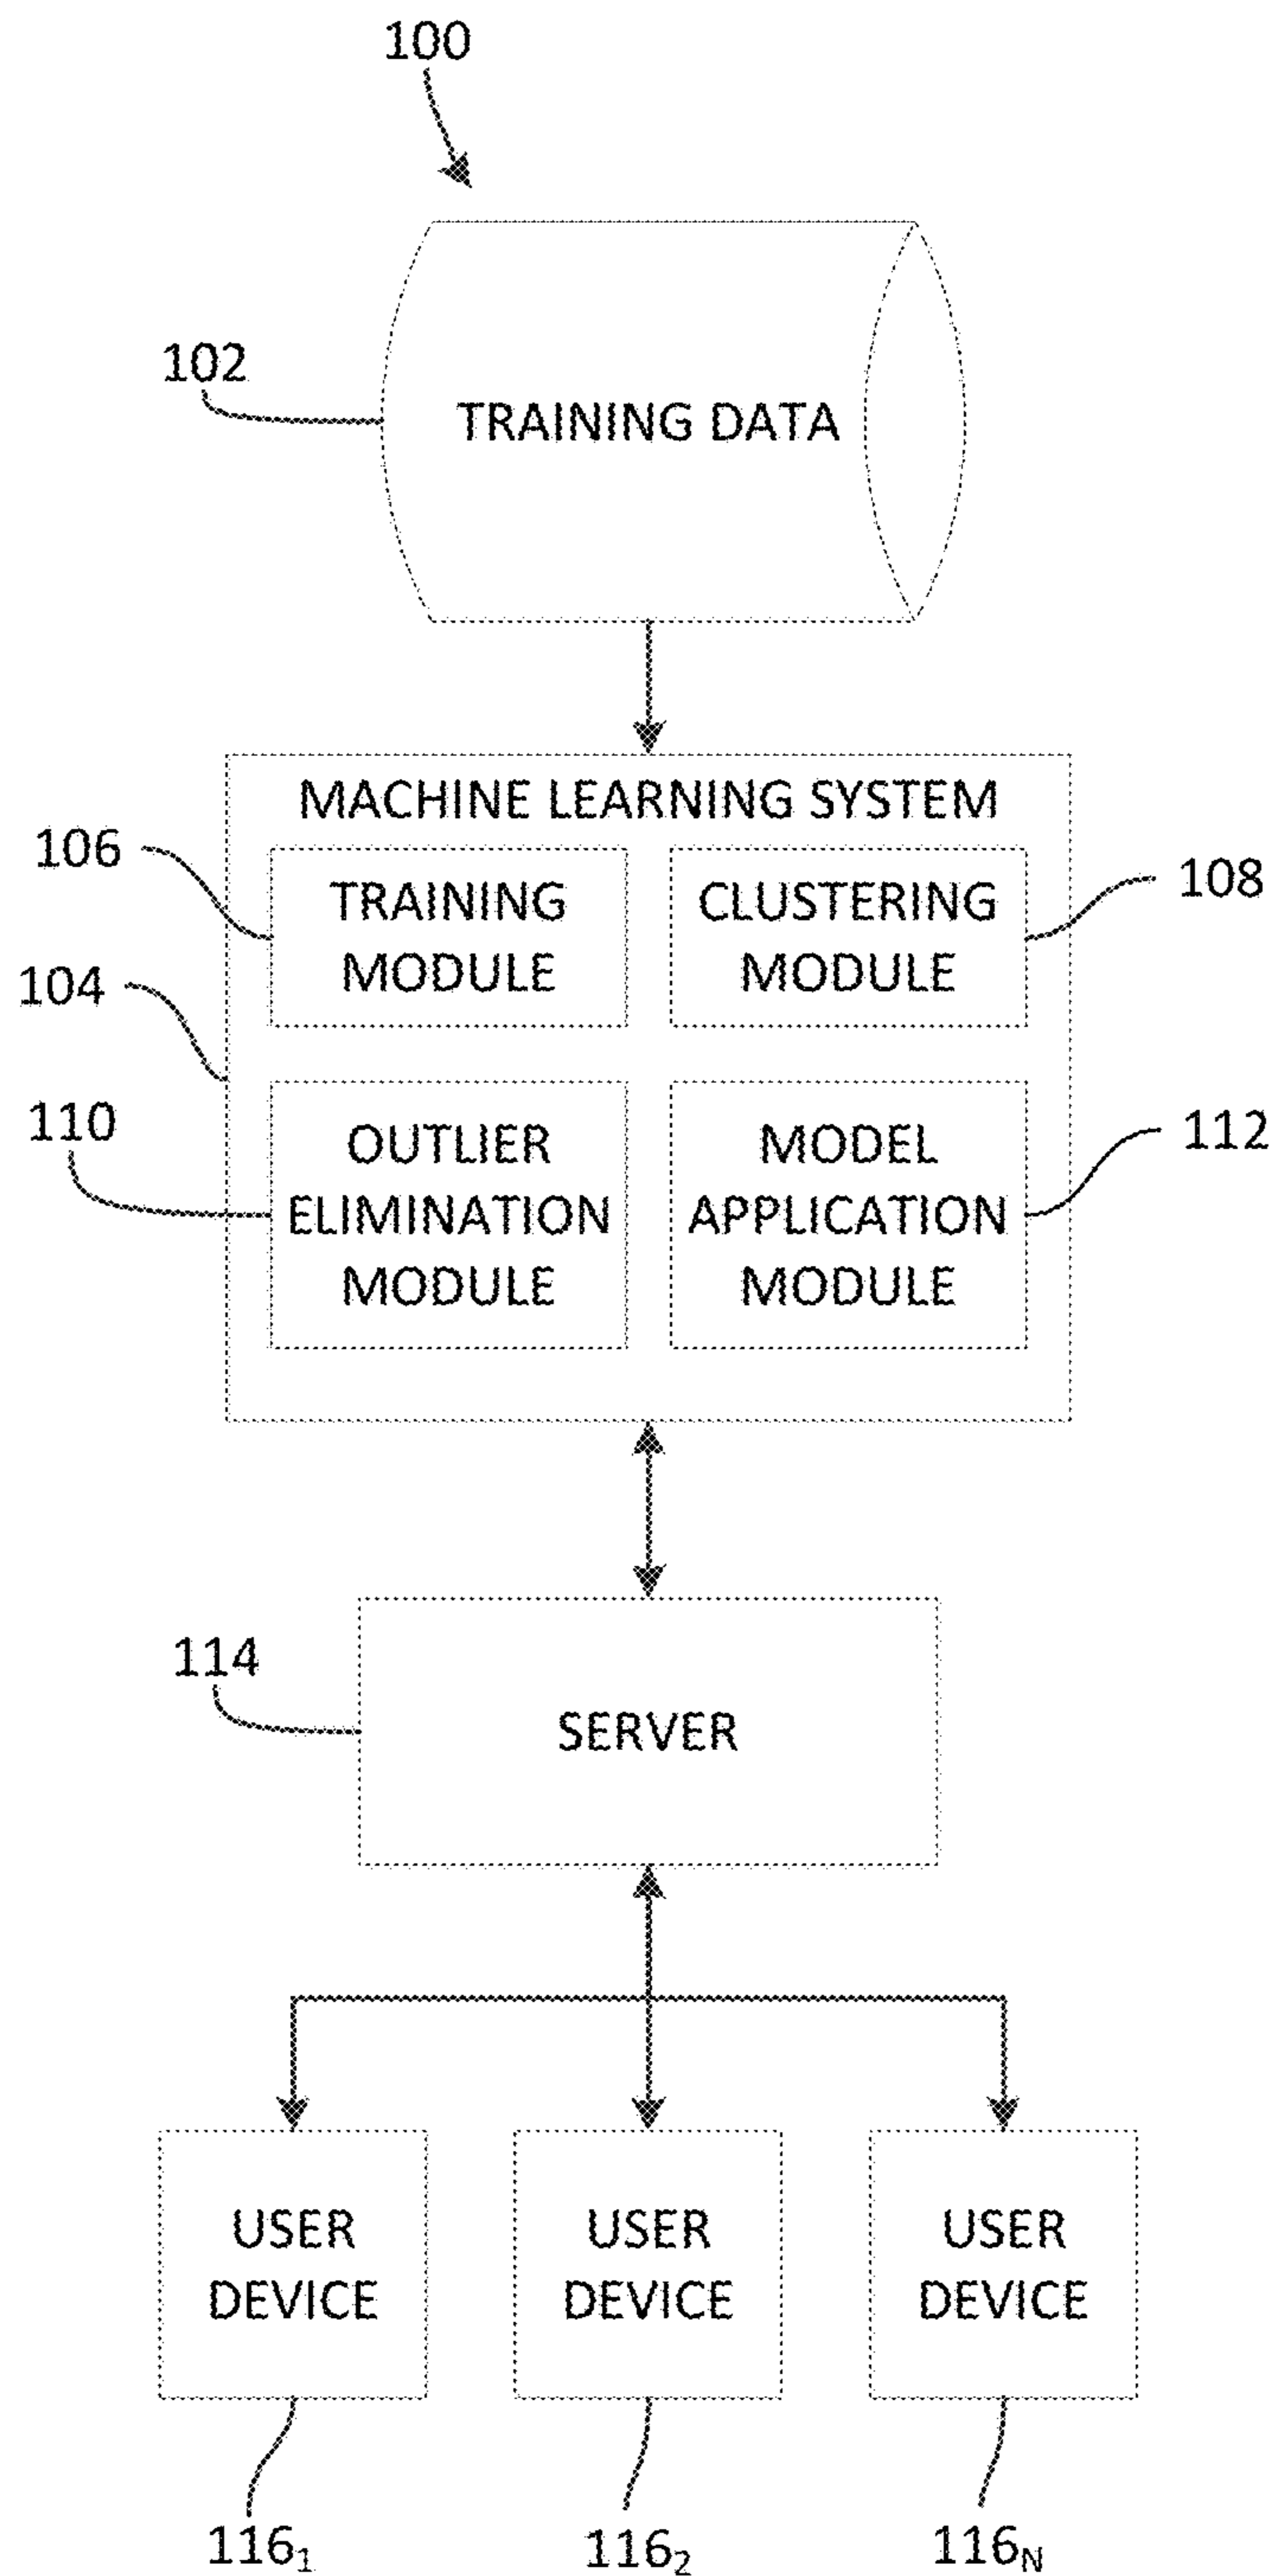 100
102
TRAINING DATA
MACHINE LEARNING SYSTEM
106
TRAINING
MODULE
CLUSTERING
MODULE
108
104
110
OUTLIER
ELIMINATION
MODULE
MODEL
APPLICATION
MODULE
112
114
SERVER
USER
DEVICE
USER
DEVICE
USER
DEVICE
116₁
116₂
116N